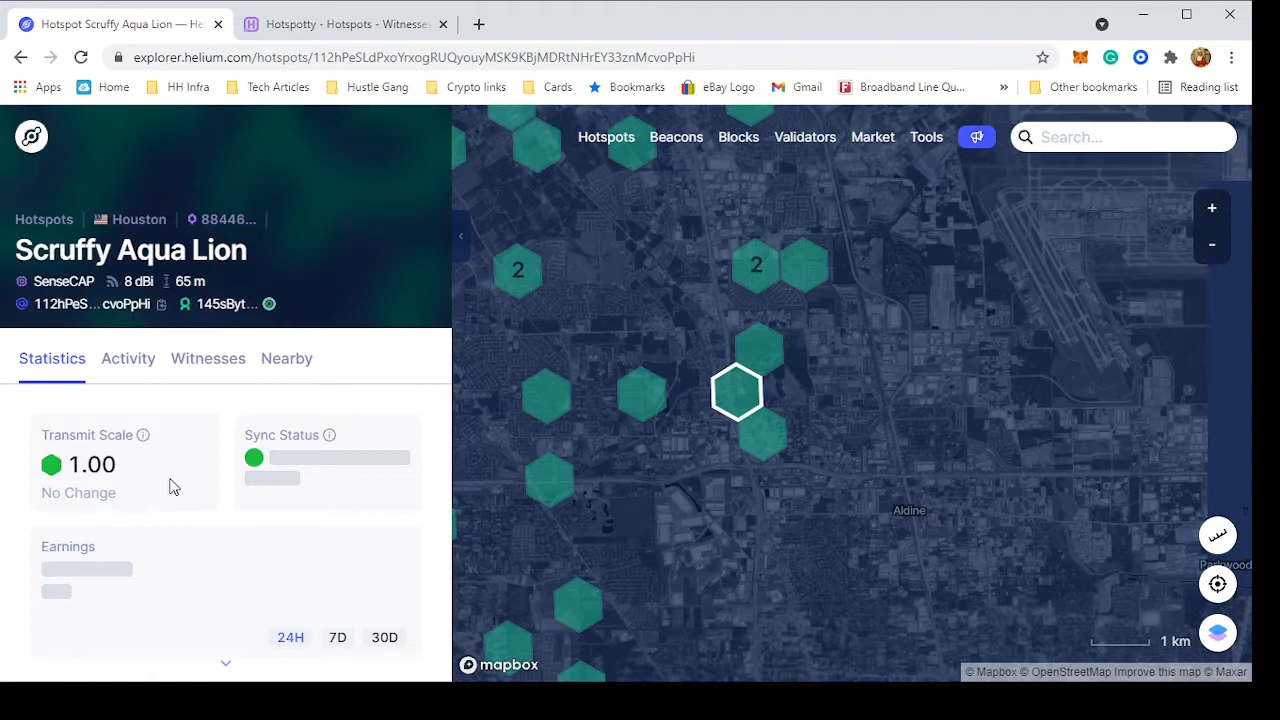 Hotspot Scruffy Aqua Lion — He
Hotspotty - Hotspots - Witnesse
explorer.helium.com/hotspots/112hPeSLdPxoYovogRUQyouyMSK9KBjMDRtNHrEY33znMcvoPpHi
Apps Home HH Infra Tech Articles Hustle Gang Crypto links Cards Bookmarks eBay Logo Gmail Broadband Line Qu... » Other bookmarks Reading list
Hotspots Beacons Blocks Validators Market Tools Search...
Hotspots Houston 88446...
Scruffy Aqua Lion
SenseCAP 8 dBi 65 m
112hPeS... cvoPpHi 145sByt...
Statistics Activity Witnesses Nearby
Transmit Scale
1.00
No Change
Sync Status
Earnings
24H 7D 30D
2
2
+
-
Aldine
Parkwood
1 km
mapbox
© Mapbox © OpenStreetMap Improve this map © Maxar